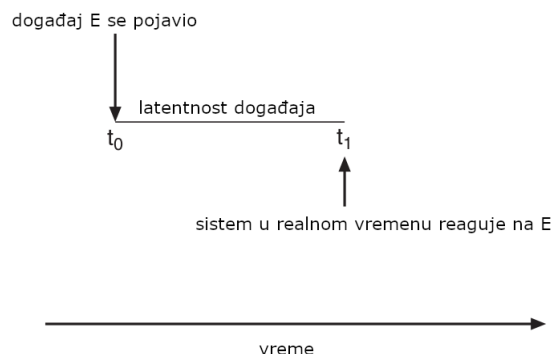 događaj E se pojavio
latentnost događaja
t0
t1
sistem u realnom vremenu reaguje na E
vreme